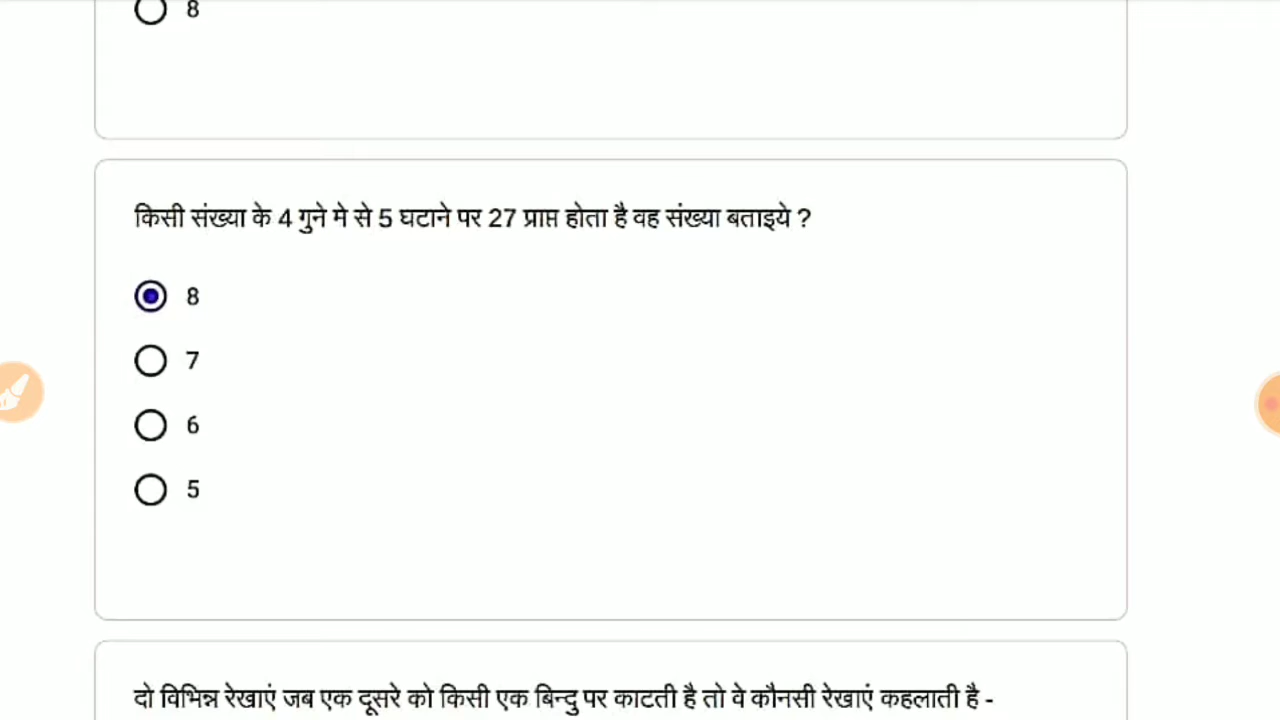 8
किसी संख्या के 4 गुने मे से 5 घटाने पर 27 प्राप्त होता है वह संख्या बताइये ?
8
7
6
5
दो विभिन्न रेखाएं जब एक दूसरे को किसी एक बिन्दु पर काटती है तो वे कौनसी रेखाएं कहलाती है -